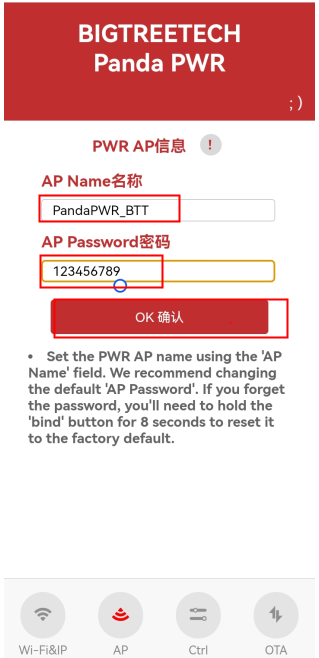 BIGTREETECH
Panda PWR
; )
PWR AP信息 !
AP Name名称
PandaPWR_BTT
AP Password密码
123456789
OK 确认
• Set the PWR AP name using the 'AP
Name' field. We recommend changing
the default 'AP Password'. If you forget
the password, you'll need to hold the
'bind' button for 8 seconds to reset it
to the factory default.
Wi-Fi&IP AP Ctrl OTA